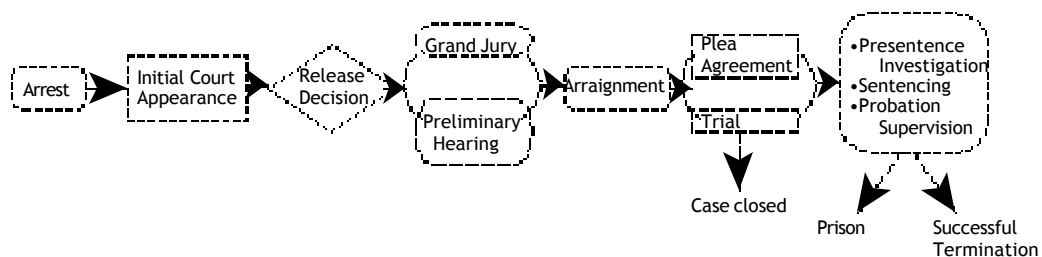 Arrest
Initial Court
Appearance
Release
Decision
Grand Jury
Preliminary
Hearing
Arraignment
Plea
Agreement
Trial
Case closed
•Presentence
Investigation
•Sentencing
•Probation
Supervision
Prison
Successful
Termination